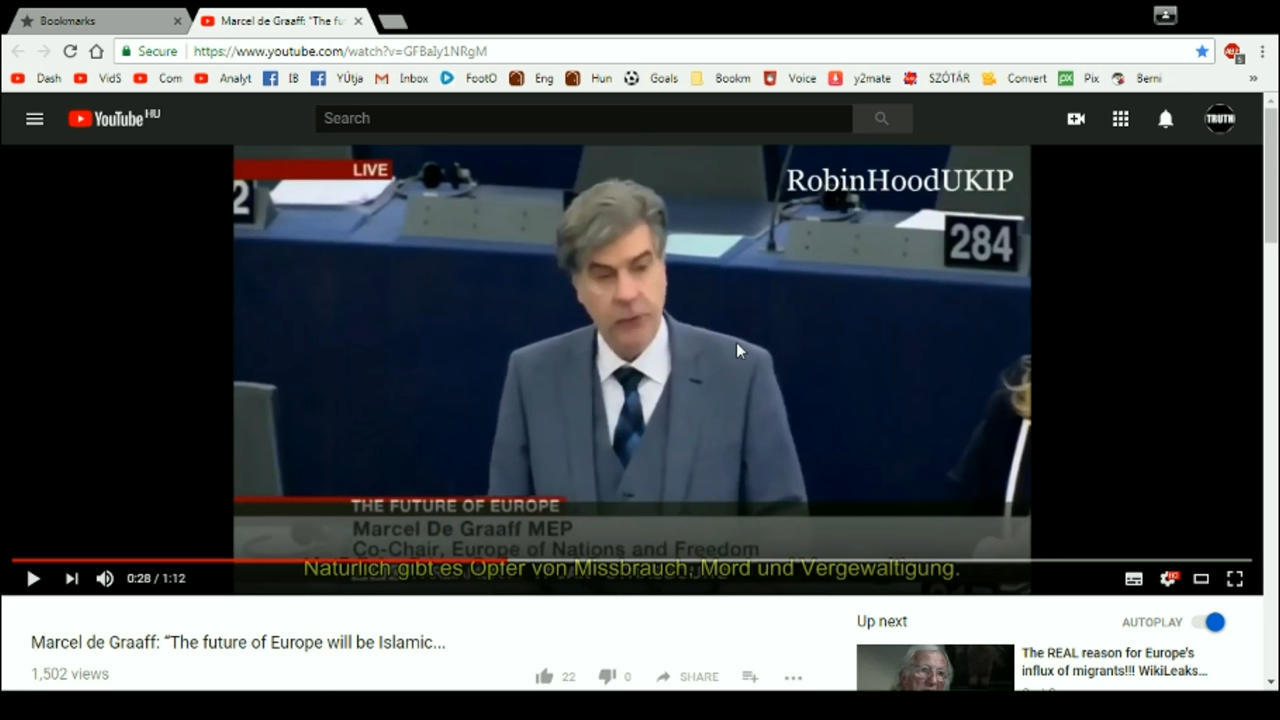 Bookmarks
Marcel de Graaff: "The fu
Secure
https://www.youtube.com/watch?v=GFBaIy1NRgM
Dash VidS Com Analyt IB YÚtja Inbox FootO Eng Hun Goals Bookm Voice y2mate SZÓTÁR Convert Pix Berni »
YouTube HU
Search
TRUTH
LIVE
RobinHoodUKIP
2
284
THE FUTURE OF EUROPE
Marcel De Graaff MEP
Co-Chair, Europe of Nations and Freedom
Natürlich gibt es Opfer von Missbrauch, Mord und Vergewaltigung.
0:28 / 1:12
Marcel de Graaff: “The future of Europe will be Islamic...
1,502 views
22
0
SHARE
Up next
AUTOPLAY
The REAL reason for Europe's
influx of migrants!!! WikiLeaks...